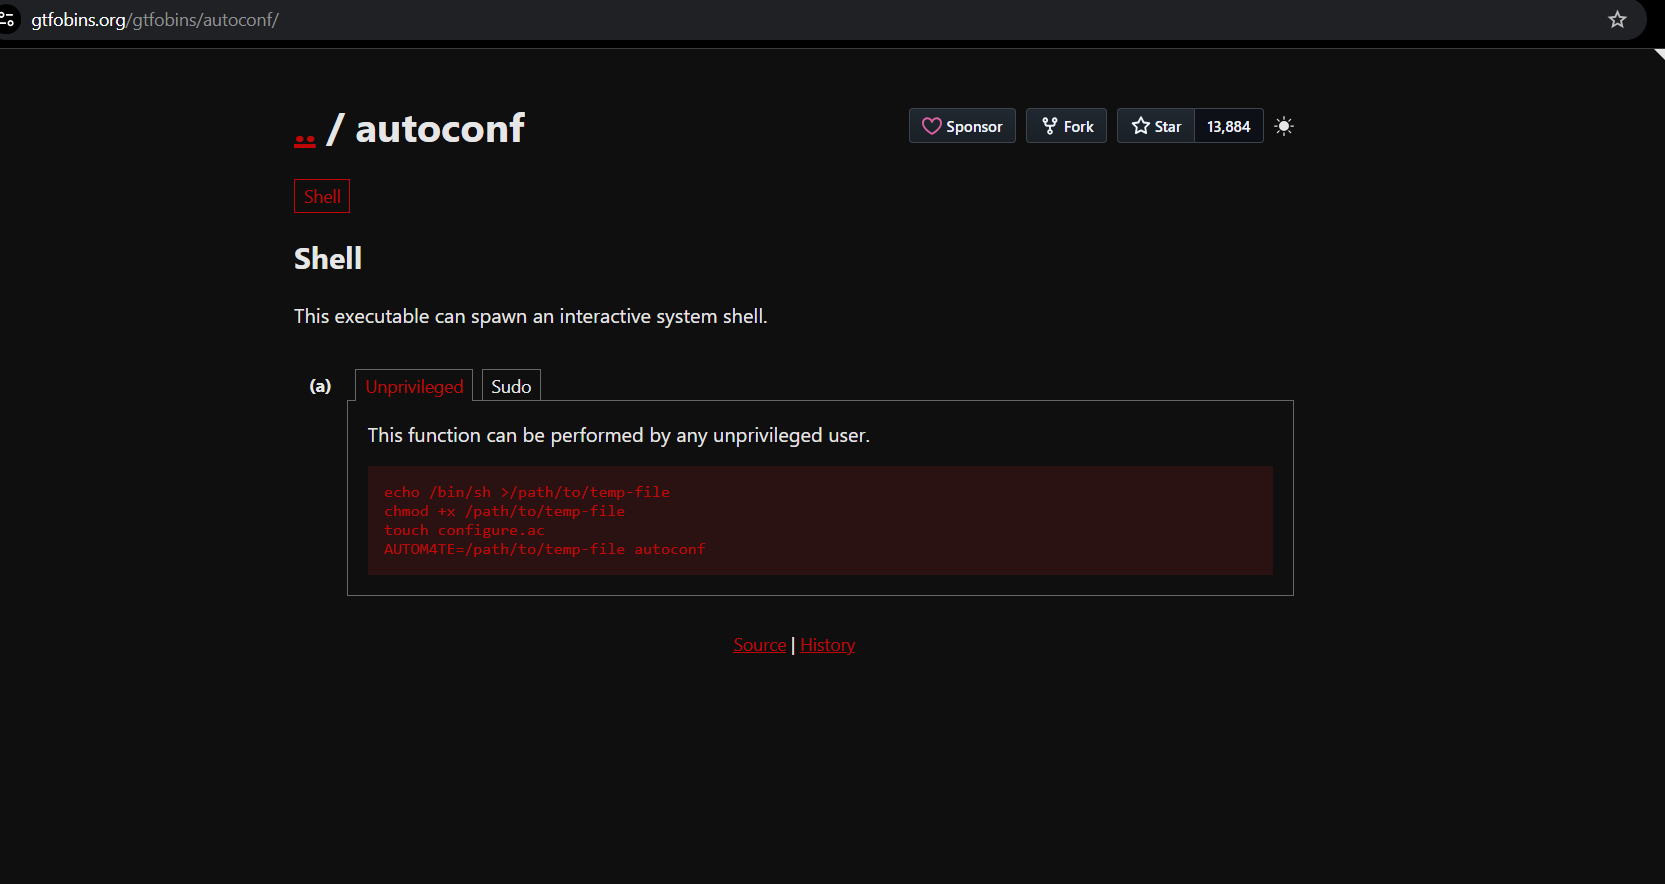 gtfobins.org/gtfobins/autoconf/
.. / autoconf
Sponsor Fork Star 13,884
Shell
Shell
This executable can spawn an interactive system shell.
(a) Unprivileged Sudo
This function can be performed by any unprivileged user.
echo /bin/sh >/path/to/temp-file
chmod +x /path/to/temp-file
touch configure.ac
AUTOM4TE=/path/to/temp-file autoconf
Source | History